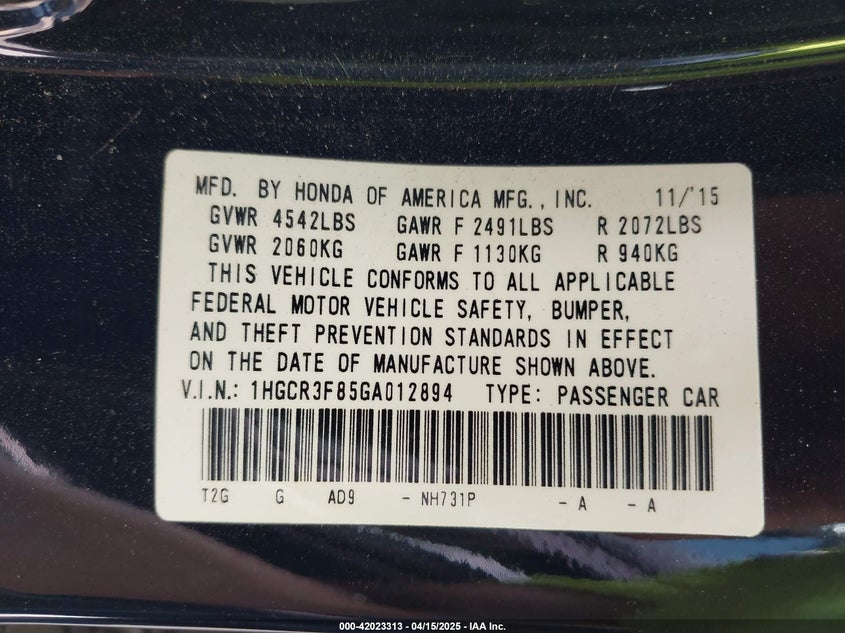 MFD. BY HONDA OF AMERICA MFG., INC. 11/'15
GVWR 4542LBS GAWR F 2491LBS R 2072LBS
GVWR 2060KG GAWR F 1130KG R 940KG
THIS VEHICLE CONFORMS TO ALL APPLICABLE
FEDERAL MOTOR VEHICLE SAFETY, BUMPER,
AND THEFT PREVENTION STANDARDS IN EFFECT
ON THE DATE OF MANUFACTURE SHOWN ABOVE.
V.I.N.: 1HGCR3F85GA012894 TYPE: PASSENGER CAR
T2G G AD9 - NH731P - A - A
000-42023313 - 04/15/2025 - IAA Inc.